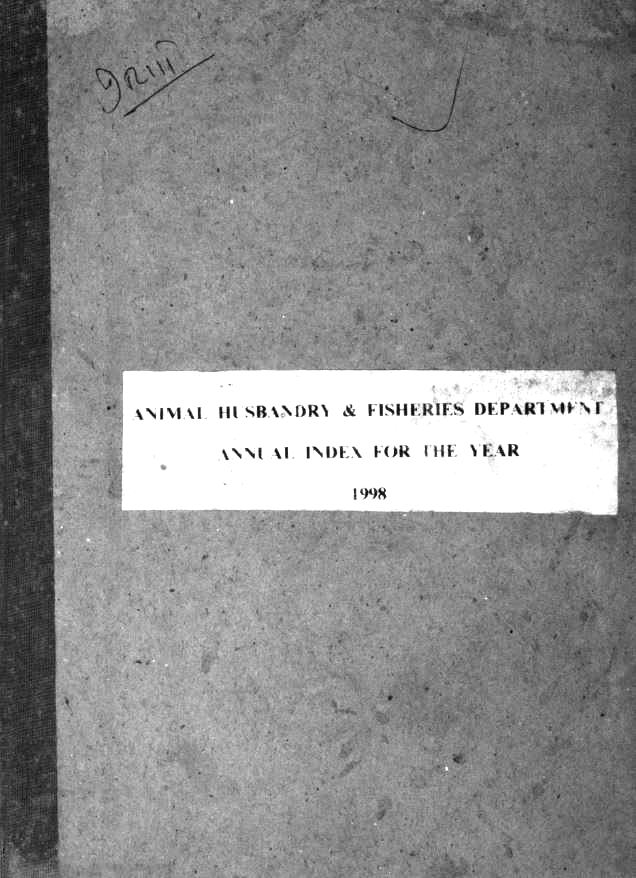 ANIMAL HUSBANDRY & FISHERIES DEPARTMENT
ANNUAL INDEX FOR THE YEAR
1998